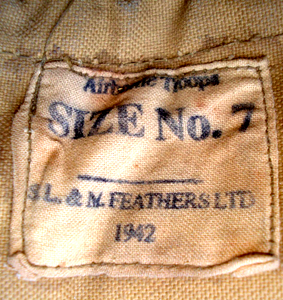 Airborne Troops
SIZE No. 7
S L. & M. FEATHERS LTD
1942